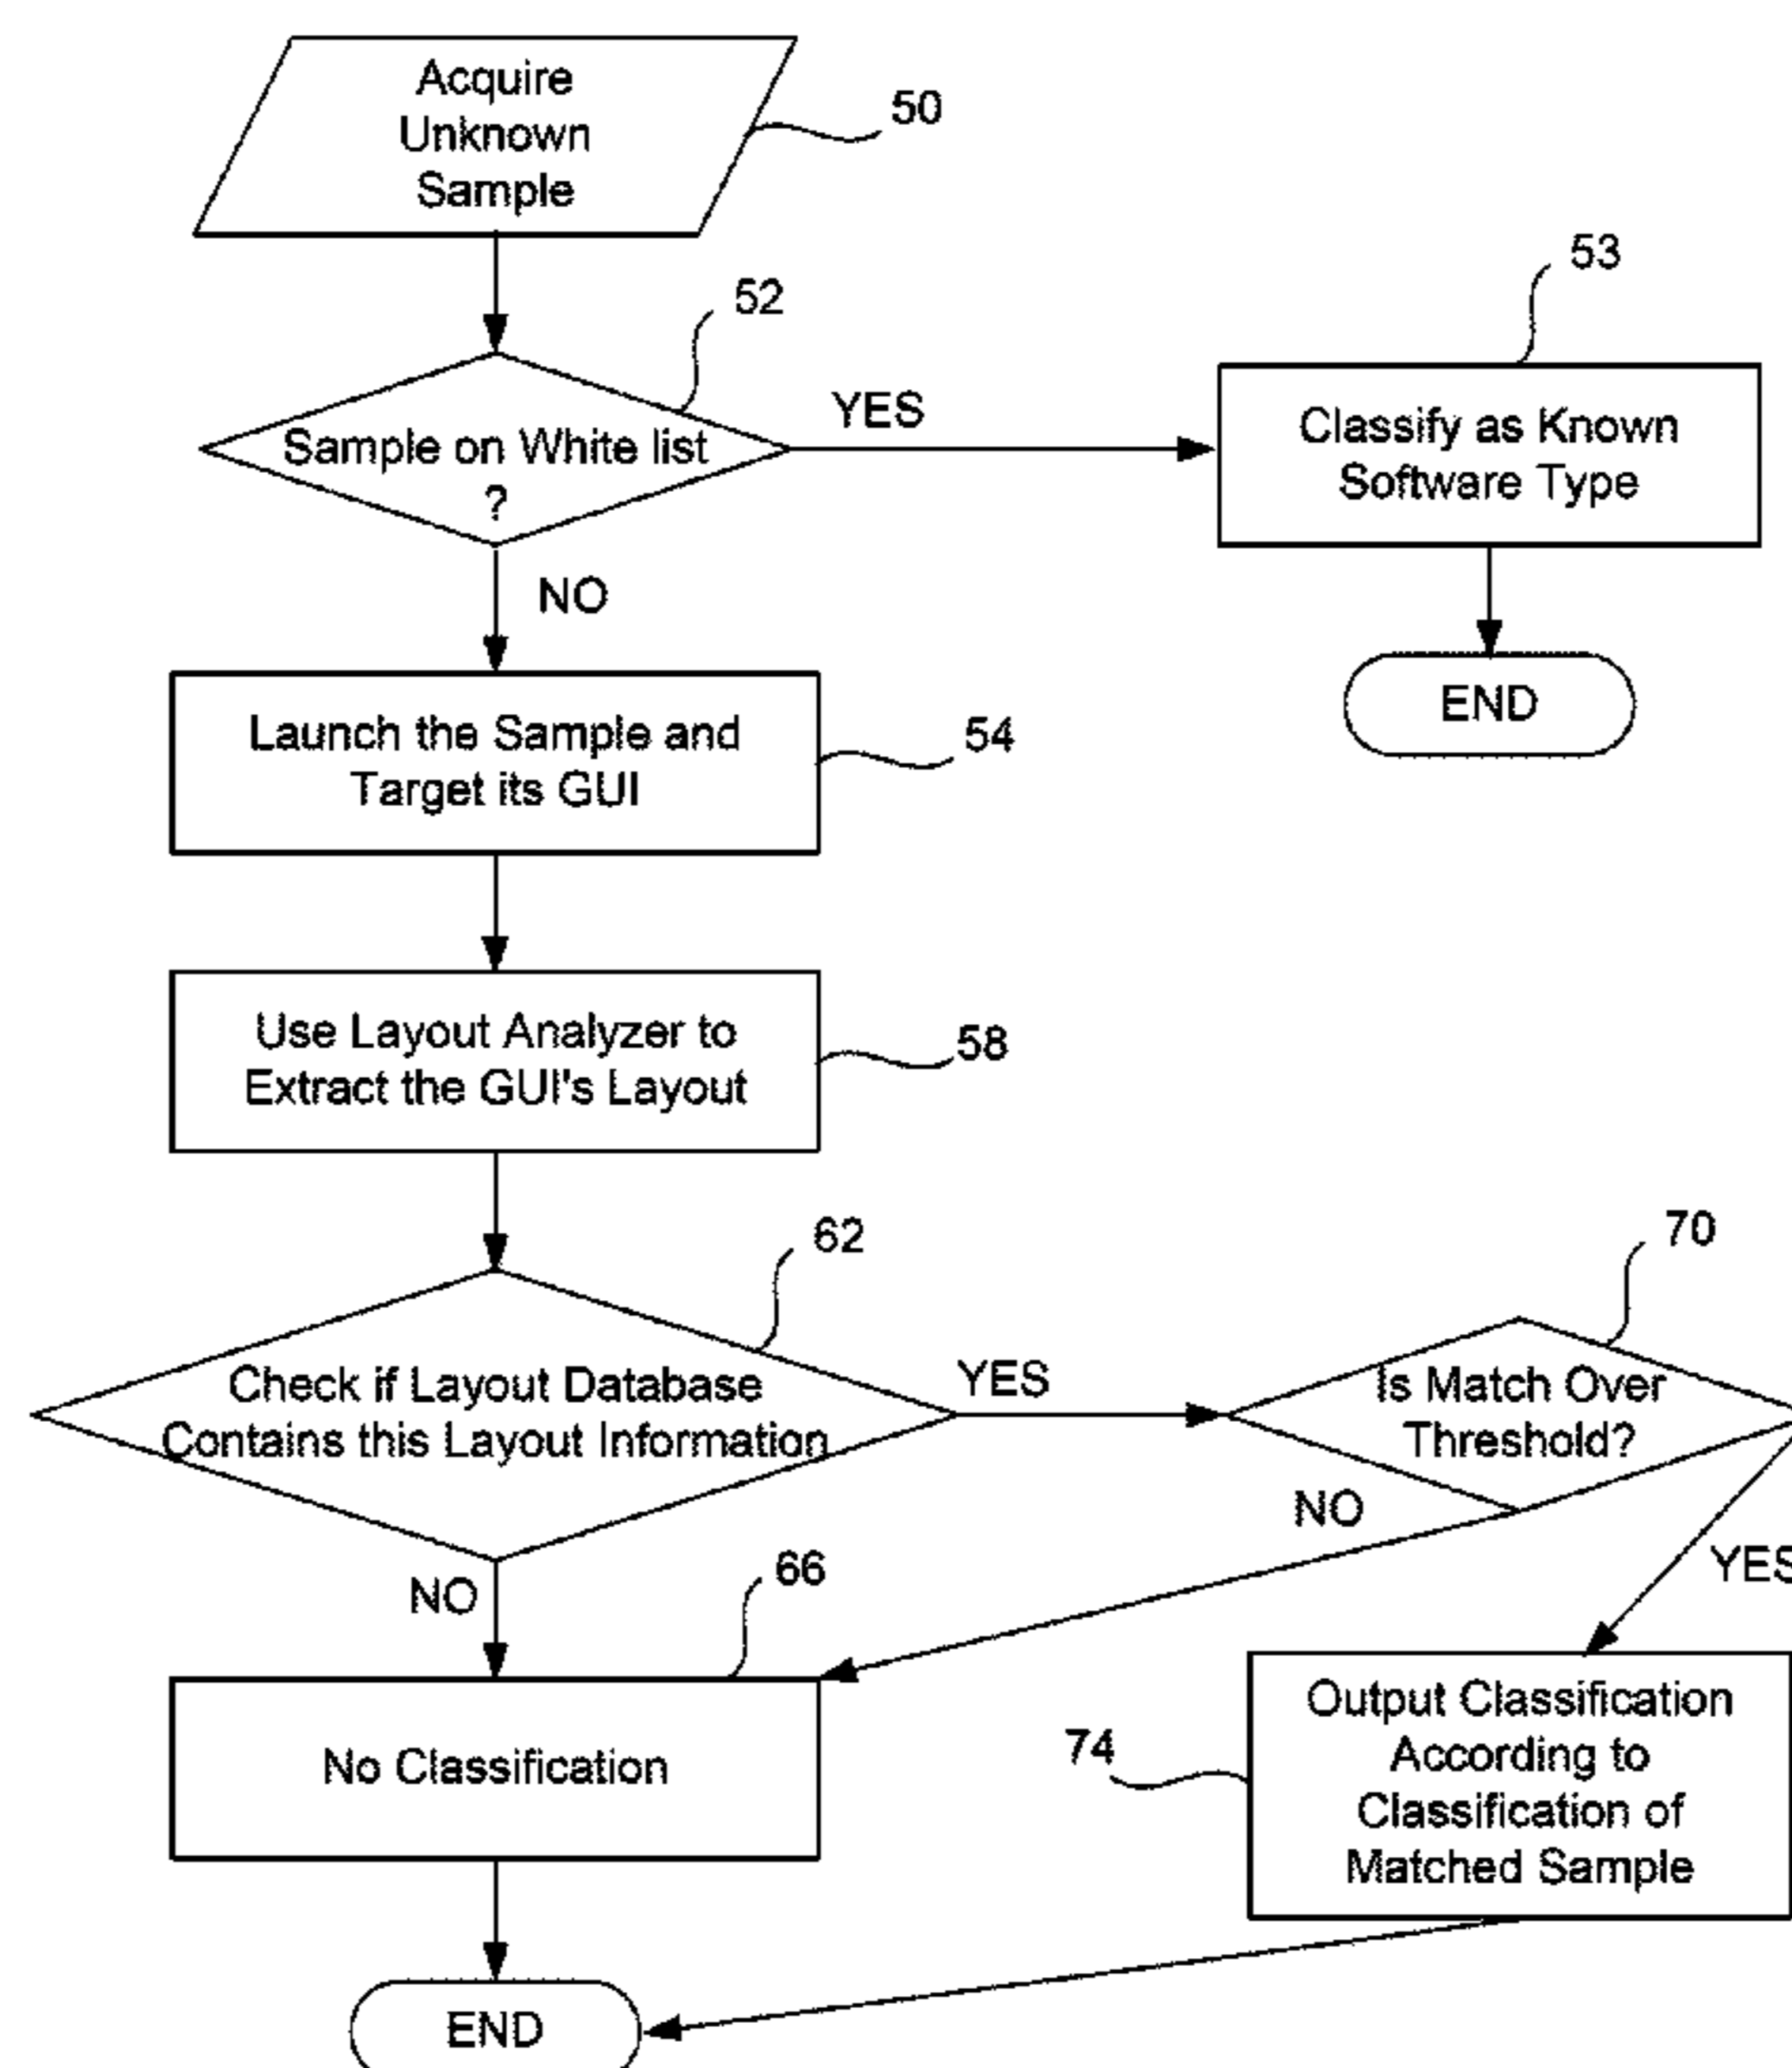 Acquire
Unknown
Sample
50
52
Sample on White list
?
YES
53
Classify as Known
Software Type
END
NO
Launch the Sample and
Target its GUI
54
Use Layout Analyzer to
Extract the GUI's Layout
58
62
Check if Layout Database
Contains this Layout Information
YES
70
Is Match Over
Threshold?
NO
YES
NO
66
No Classification
74
Output Classification
According to
Classification of
Matched Sample
END